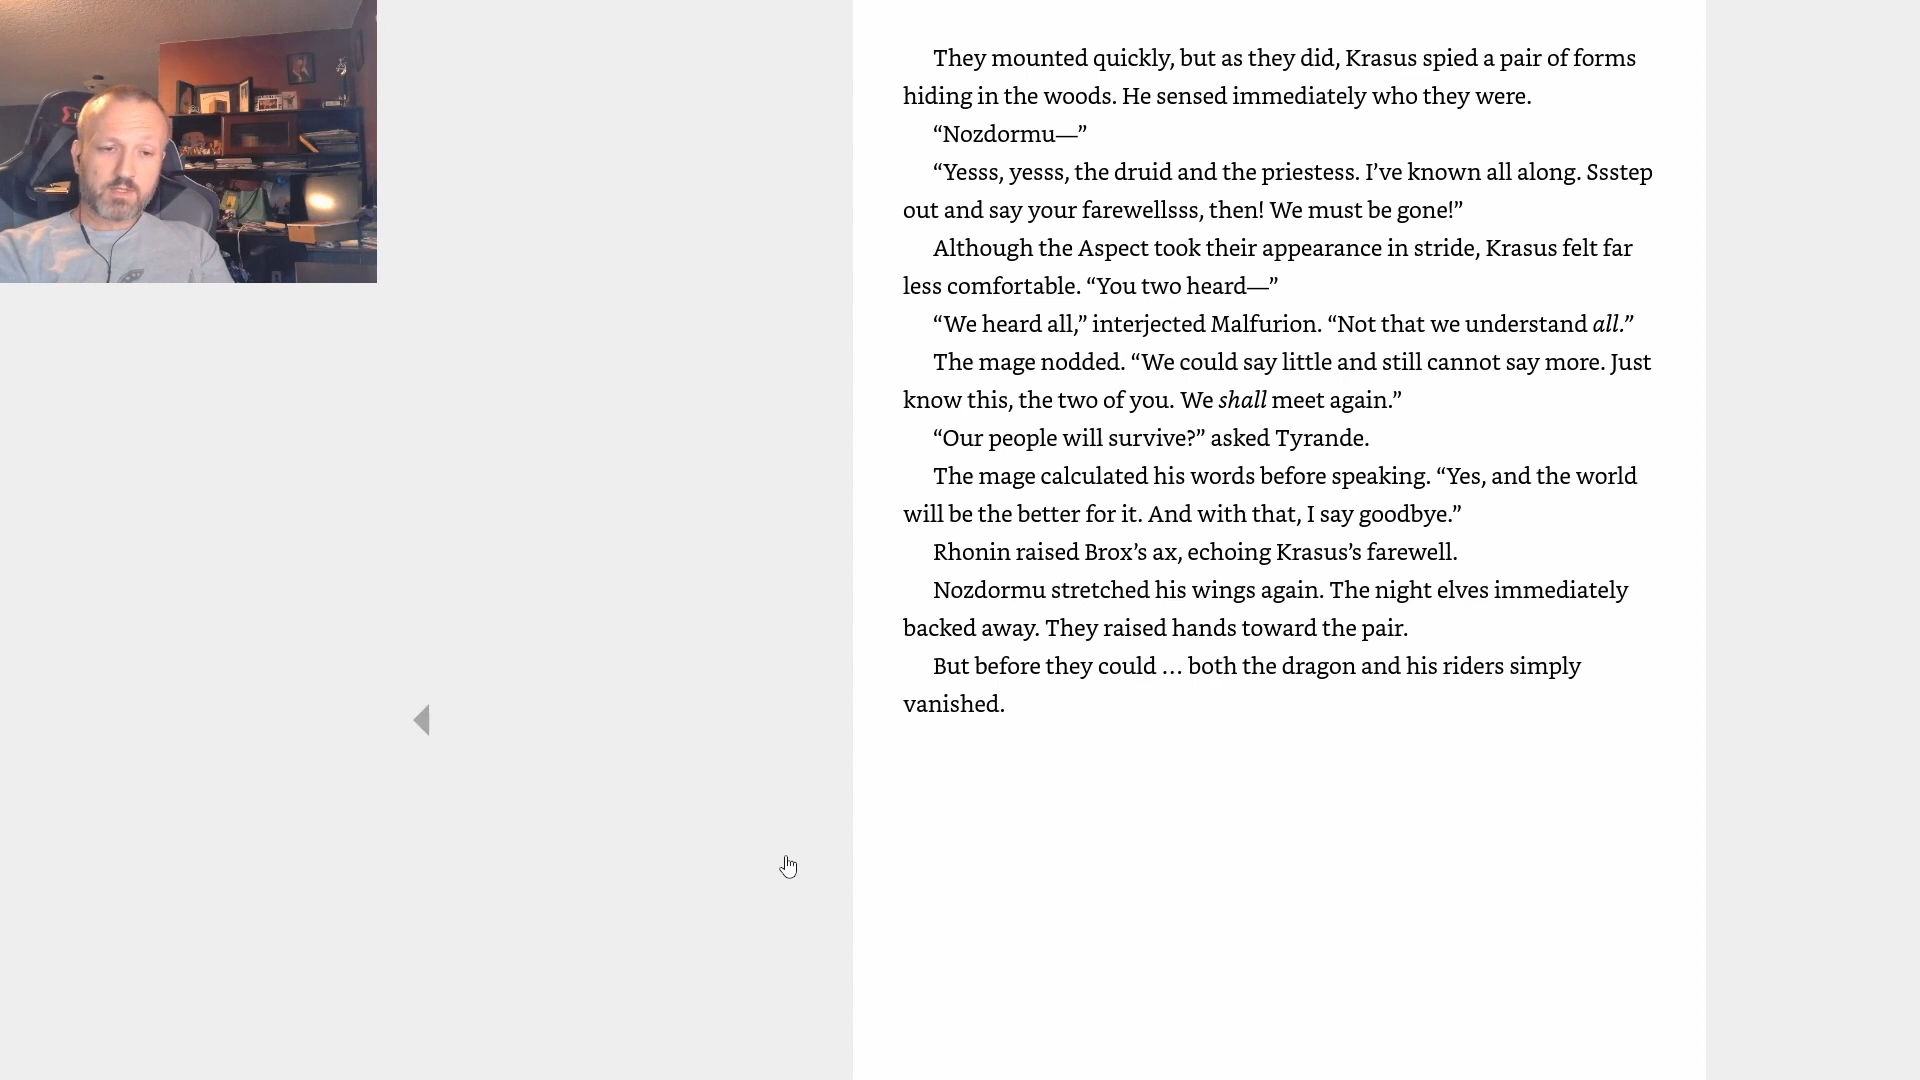 They mounted quickly, but as they did, Krasus spied a pair of forms
hiding in the woods. He sensed immediately who they were.
“Nozdormu—”
“Yesss, yesss, the druid and the priestess. I’ve known all along. Ssstep
out and say your farewellsss, then! We must be gone!”
Although the Aspect took their appearance in stride, Krasus felt far
less comfortable. “You two heard—”
“We heard all,” interjected Malfurion. “Not that we understand all.”
The mage nodded. “We could say little and still cannot say more. Just
know this, the two of you. We shall meet again.”
“Our people will survive?” asked Tyrande.
The mage calculated his words before speaking. “Yes, and the world
will be the better for it. And with that, I say goodbye.”
Rhonin raised Brox’s ax, echoing Krasus’s farewell.
Nozdormu stretched his wings again. The night elves immediately
backed away. They raised hands toward the pair.
But before they could … both the dragon and his riders simply
vanished.